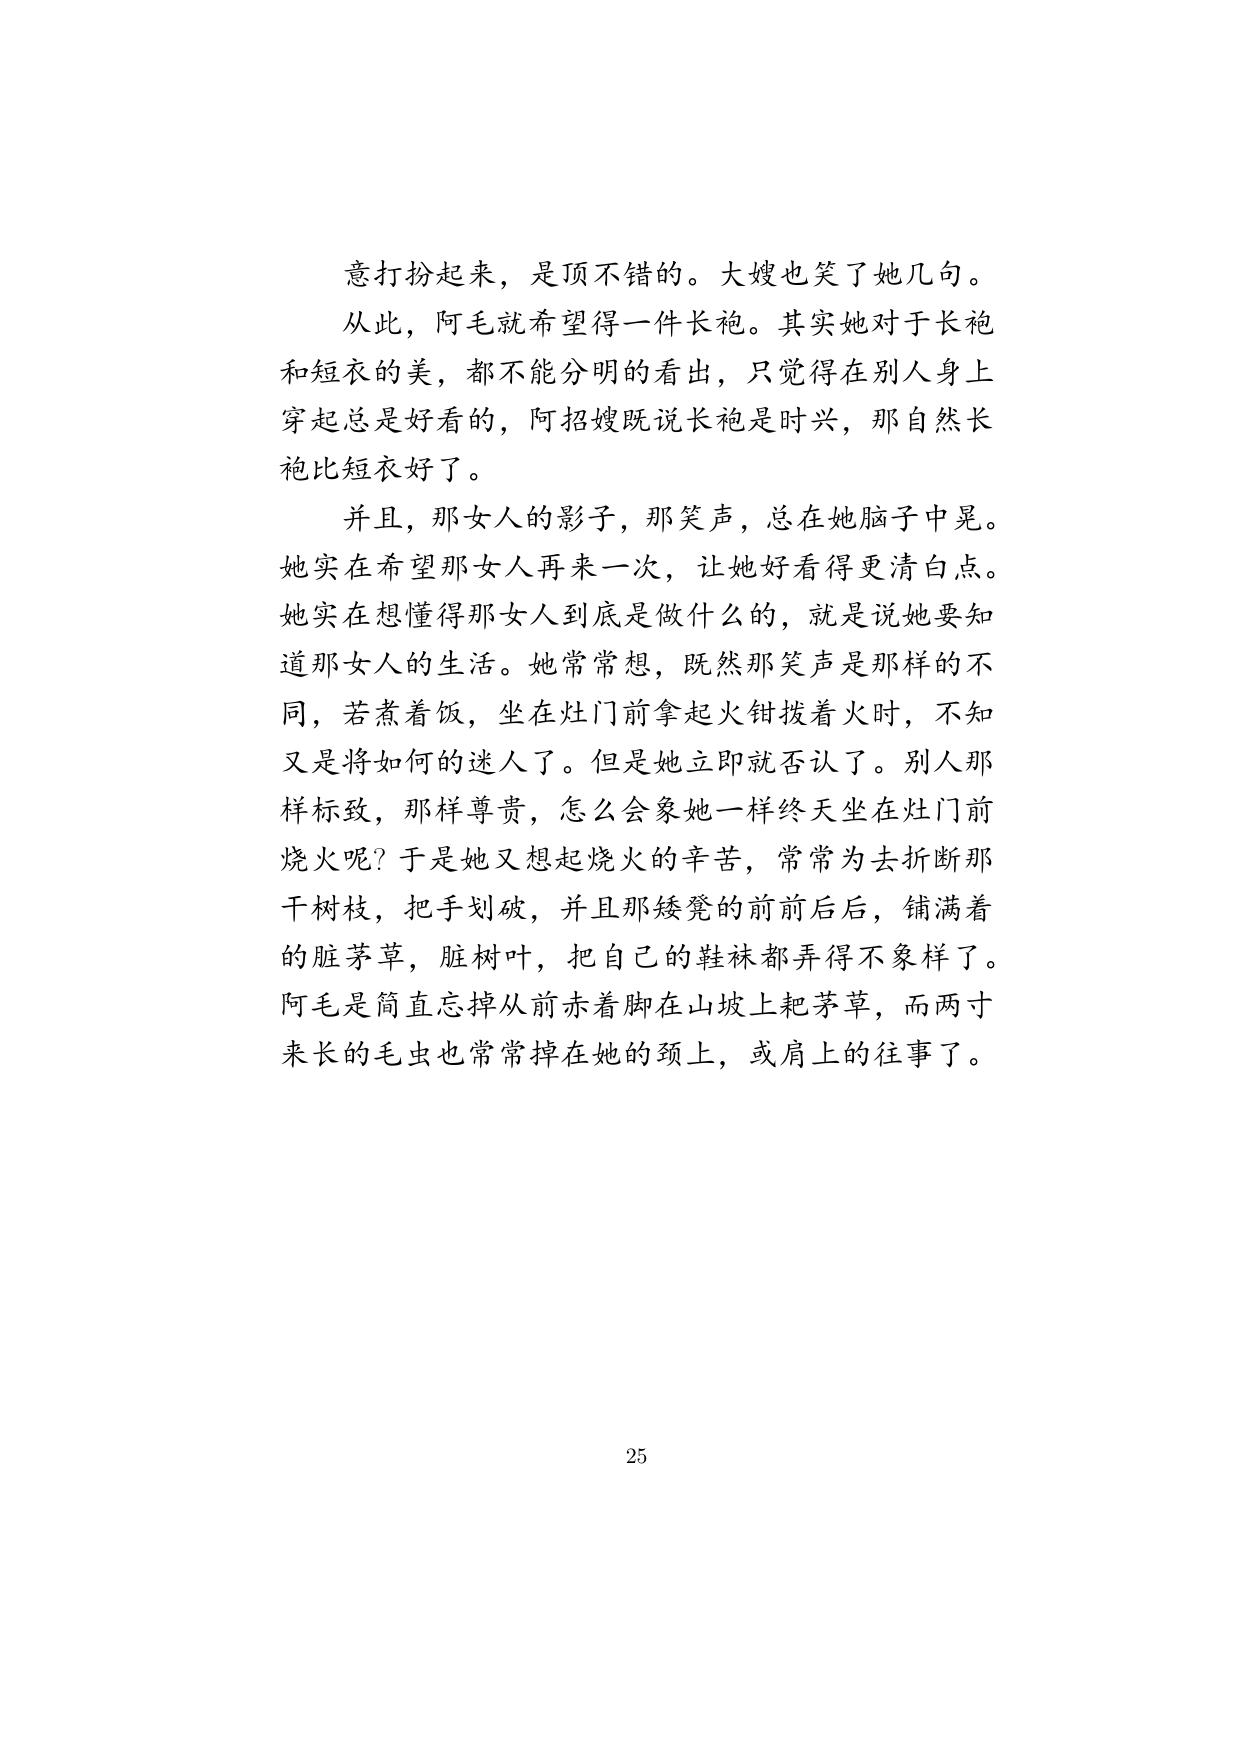 意打扮起来，是顶不错的。大嫂也笑了她几句。
从此，阿毛就希望得一件长袍。其实她对于长袍
和短衣的美，都不能分明的看出，只觉得在别人身上
穿起总是好看的，阿招嫂既说长袍是时兴，那自然长
袍比短衣好了。
并且，那女人的影子，那笑声，总在她脑子中晃。
她实在希望那女人再来一次，让她好看得更清白点。
她实在想懂得那女人到底是做什么的，就是说她要知
道那女人的生活。她常常想，既然那笑声是那样的不
同，若煮着饭，坐在灶门前拿起火钳拨着火时，不知
又是将如何的迷人了。但是她立即就否认了。别人那
样标致，那样尊贵，怎么会象她一样终天坐在灶门前
烧火呢？于是她又想起烧火的辛苦，常常为去折断那
干树枝，把手划破，并且那矮凳的前前后后，铺满着
的脏茅草，脏树叶，把自己的鞋袜都弄得不象样了。
阿毛是简直忘掉从前赤着脚在山坡上耙茅草，而两寸
来长的毛虫也常常掉在她的颈上，或肩上的往事了。
25